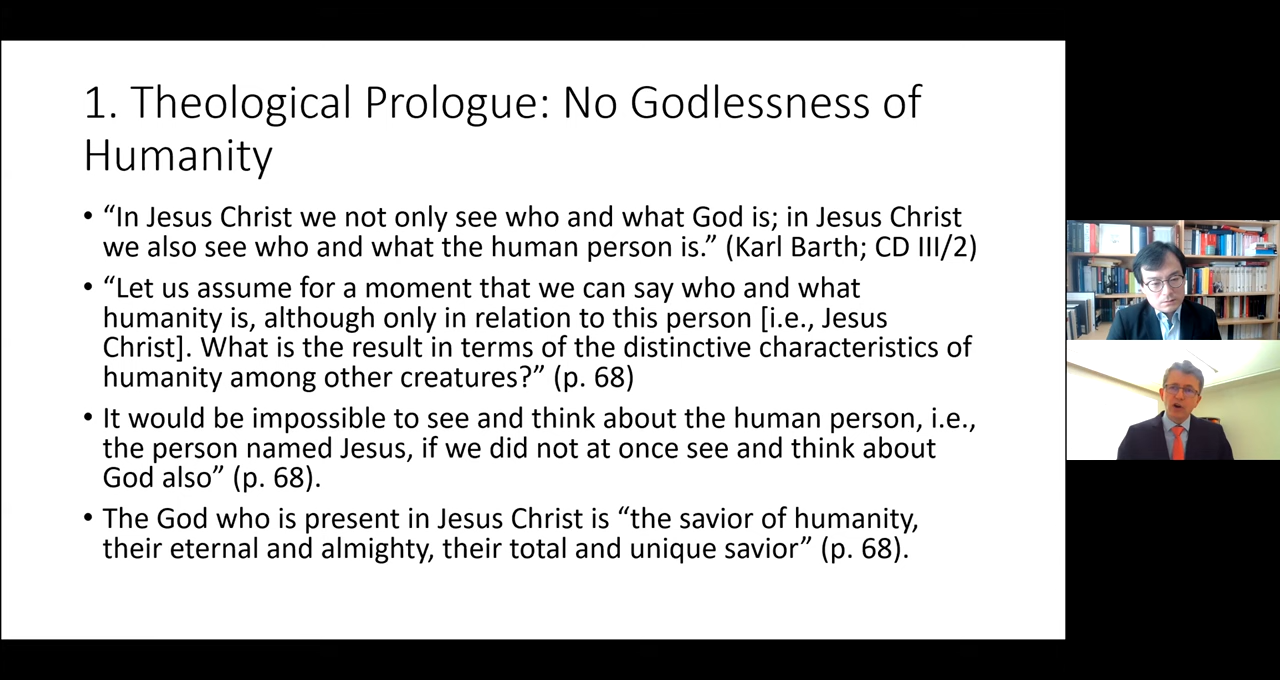 1. Theological Prologue: No Godlessness of
Humanity
• “In Jesus Christ we not only see who and what God is; in Jesus Christ
we also see who and what the human person is.” (Karl Barth; CD III/2)
• “Let us assume for a moment that we can say who and what
humanity is, although only in relation to this person [i.e., Jesus
Christ]. What is the result in terms of the distinctive characteristics of
humanity among other creatures?” (p. 68)
• It would be impossible to see and think about the human person, i.e.,
the person named Jesus, if we did not at once see and think about
God also” (p. 68).
• The God who is present in Jesus Christ is “the savior of humanity,
their eternal and almighty, their total and unique savior” (p. 68).